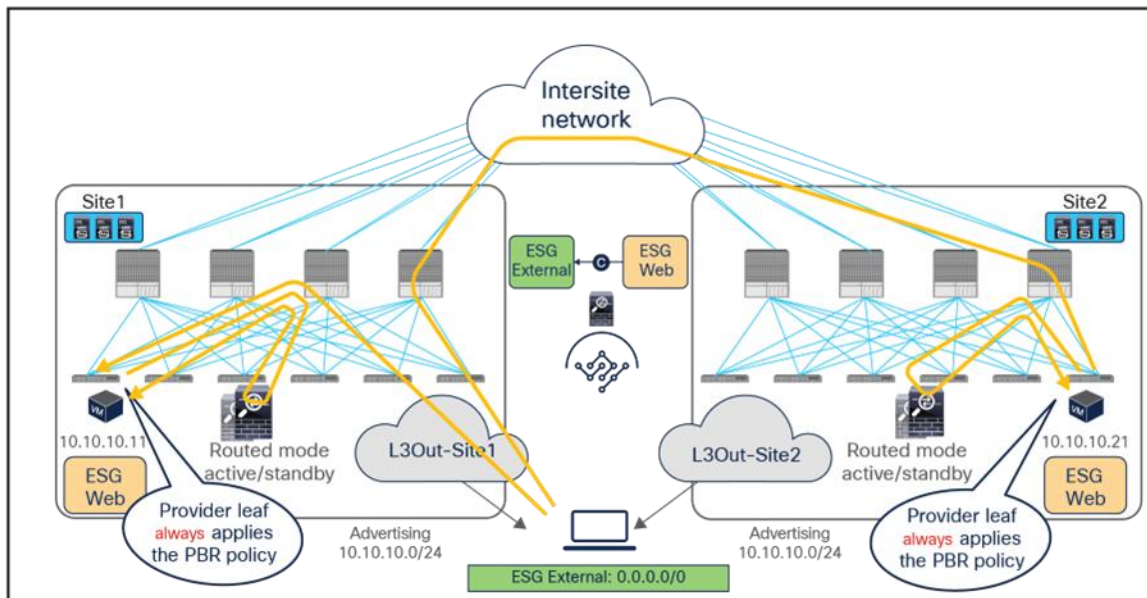 Intersite
network
Site1
Site2
ESG
External
C
ESG
Web
VM
10.10.10.11
Routed mode
active/standby
L3Out-Site1
L3Out-Site2
Routed mode
active/standby
VM
10.10.10.21
ESG
Web
Provider leaf
always applies
the PBR policy
Advertising
10.10.10.0/24
Advertising
10.10.10.0/24
ESG
Web
Provider leaf
always applies
the PBR policy
ESG External: 0.0.0.0/0